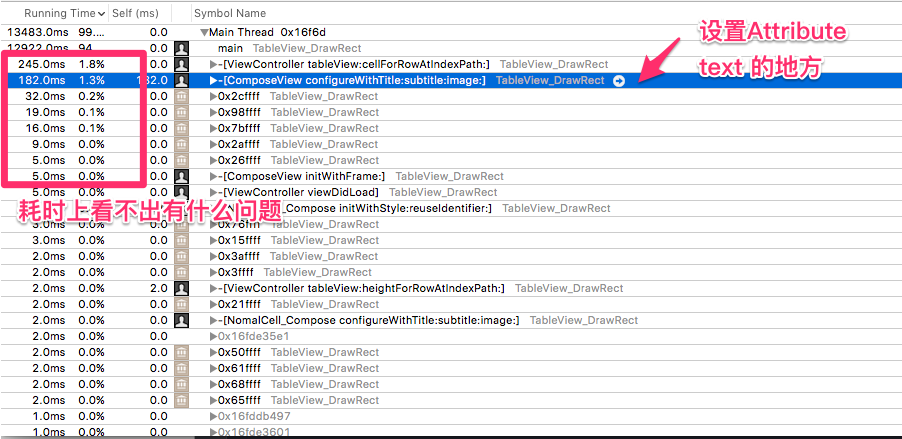 Running Time Self (ms) Symbol Name
13483.0ms 99.... 0.0 Main Thread 0x16f6d
12922.0ms 94 0.0 main TableView_DrawRect
245.0ms 1.8% 0.0 -[ViewController tableView:cellForRowAtIndexPath:] TableView_DrawRect
182.0ms 1.3% 182.0 -[ComposeView configureWithTitle:subtitle:image:] TableView_DrawRect
32.0ms 0.2% 0.0 0x2cffff TableView_DrawRect
19.0ms 0.1% 0.0 0x98ffff TableView_DrawRect
16.0ms 0.1% 0.0 0x7bffff TableView_DrawRect
9.0ms 0.0% 0.0 0x2affff TableView_DrawRect
5.0ms 0.0% 0.0 0x26ffff TableView_DrawRect
5.0ms 0.0% 0.0 -[ComposeView initWithFrame:] TableView_DrawRect
5.0ms 0.0% 0.0 -[ViewController viewDidLoad] TableView_DrawRect
_Compose initWithStyle:reuseIdentifier:] TableView_DrawRect
TableView_DrawRect
3.0ms 0.0% 0.0 0x15ffff TableView_DrawRect
2.0ms 0.0% 0.0 0x3affff TableView_DrawRect
2.0ms 0.0% 0.0 0x3fffff TableView_DrawRect
2.0ms 0.0% 2.0 -[ViewController tableView:heightForRowAtIndexPath:] TableView_DrawRect
2.0ms 0.0% 0.0 0x21ffff TableView_DrawRect
2.0ms 0.0% 0.0 -[NomalCell_Compose configureWithTitle:subtitle:image:] TableView_DrawRect
2.0ms 0.0% 0.0 0x16fde35e1
2.0ms 0.0% 0.0 0x50ffff TableView_DrawRect
2.0ms 0.0% 0.0 0x61ffff TableView_DrawRect
2.0ms 0.0% 0.0 0x68ffff TableView_DrawRect
2.0ms 0.0% 0.0 0x65ffff TableView_DrawRect
1.0ms 0.0% 0.0 0x16fddb497
1.0ms 0.0% 0.0 0x16fde3601
设置Attribute
text 的地方
耗时上看不出有什么问题